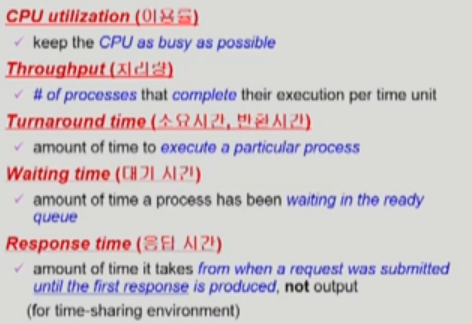 CPU utilization (이용률)
✓ keep the CPU as busy as possible
Throughput (처리량)
✓ # of processes that complete their execution per time unit
Turnaround time (소요시간, 반환시간)
✓ amount of time to execute a particular process
Waiting time (대기 시간)
✓ amount of time a process has been waiting in the ready
queue
Response time (응답 시간)
✓ amount of time it takes from when a request was submitted
until the first response is produced, not output
(for time-sharing environment)